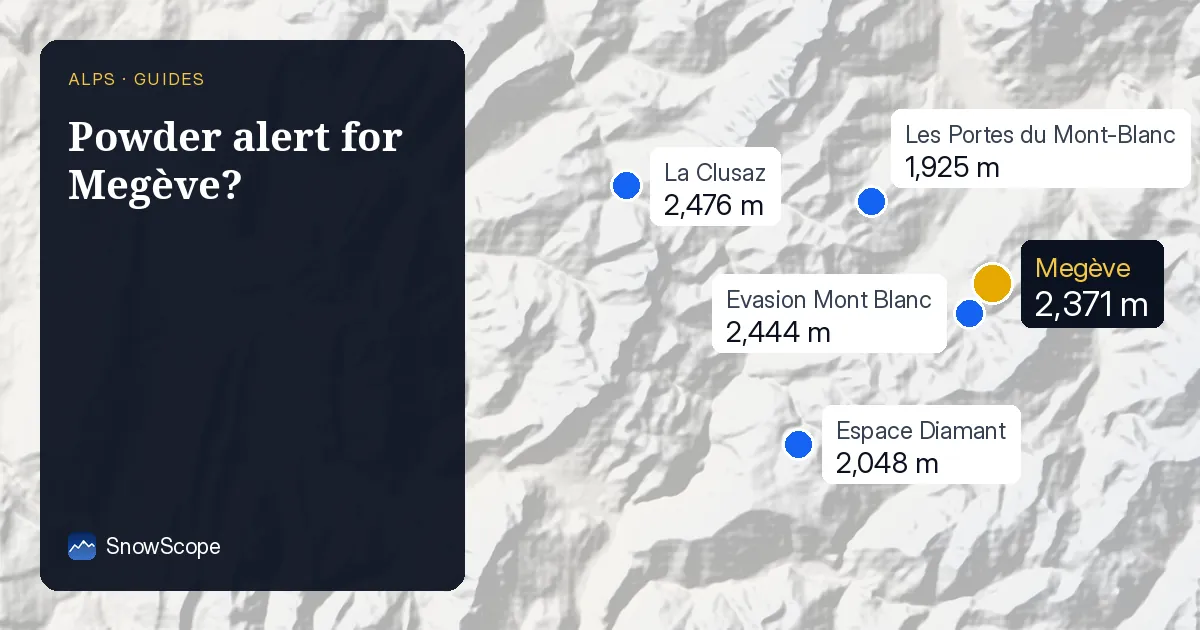 ALPS · GUIDES
Powder alert for
Megève?
SnowScope
La Clusaz
2,476 m
Les Portes du Mont-Blanc
1,925 m
Megève
2,371 m
Evasion Mont Blanc
2,444 m
Espace Diamant
2,048 m